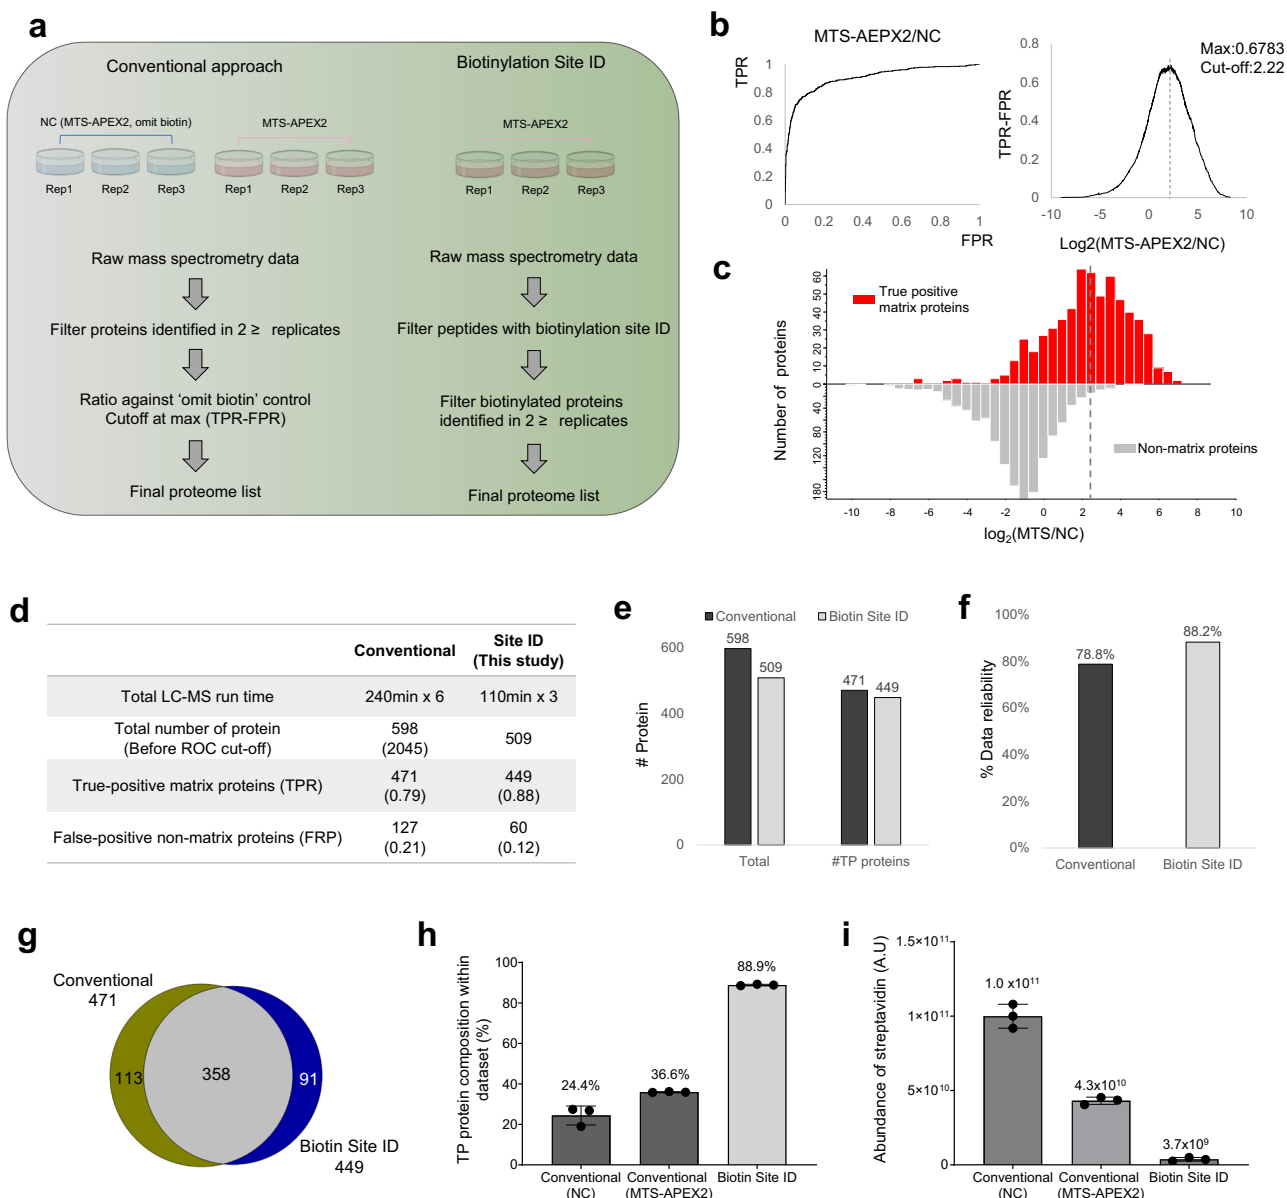 a
Conventional approach
Biotinylation Site ID
NC (MTS-APEX2, omit biotin)
MTS-APEX2
MTS-APEX2
Rep1 Rep2 Rep3
Rep1 Rep2 Rep3
Rep1 Rep2 Rep3
Raw mass spectrometry data
Filter proteins identified in 2 ≥ replicates
Ratio against ‘omit biotin’ control
Cutoff at max (TPR-FPR)
Final proteome list
Raw mass spectrometry data
Filter peptides with biotinylation site ID
Filter biotinylated proteins
identified in 2 ≥ replicates
Final proteome list
b
MTS-AEPX2/NC
TPR
1
0.8
0.6
0.4
0.2
0
0 0.2 0.4 0.6 0.8 1
FPR
Max:0.6783
Cut-off:2.22
TPR-FPR
0.8
0.6
0.4
0.2
0
-10 -5 0 5 10
Log2(MTS-APEX2/NC)
c
True positive
matrix proteins
Non-matrix proteins
Number of proteins
60
50
40
30
20
10
0
0
40
80
120
180
-10 -8 -6 -4 -2 0 2 4 6 8 10
log2(MTS/NC)
d
Conventional
Site ID
(This study)
Total LC-MS run time 240min x 6 110min x 3
Total number of protein
(Before ROC cut-off)
598
(2045)
509
True-positive matrix proteins (TPR)
471
(0.79)
449
(0.88)
False-positive non-matrix proteins (FRP)
127
(0.21)
60
(0.12)
e
Conventional Biotin Site ID
# Protein
600
400
200
0
598
509
471
449
Total #TP proteins
f
% Data reliability
100%
80%
60%
40%
20%
0%
78.8%
88.2%
Conventional Biotin Site ID
g
Conventional
471
113
358
91
Biotin Site ID
449
h
TP protein composition within
dataset (%)
100
80
60
40
20
0
24.4%
36.6%
88.9%
Conventional
(NC)
Conventional
(MTS-APEX2)
Biotin Site ID
i
Abundance of streptavidin (A.U)
1.5×10¹¹
1×10¹¹
5×10¹⁰
0
1.0 x10¹¹
4.3x10¹⁰
3.7x10⁹
Conventional
(NC)
Conventional
(MTS-APEX2)
Biotin Site ID